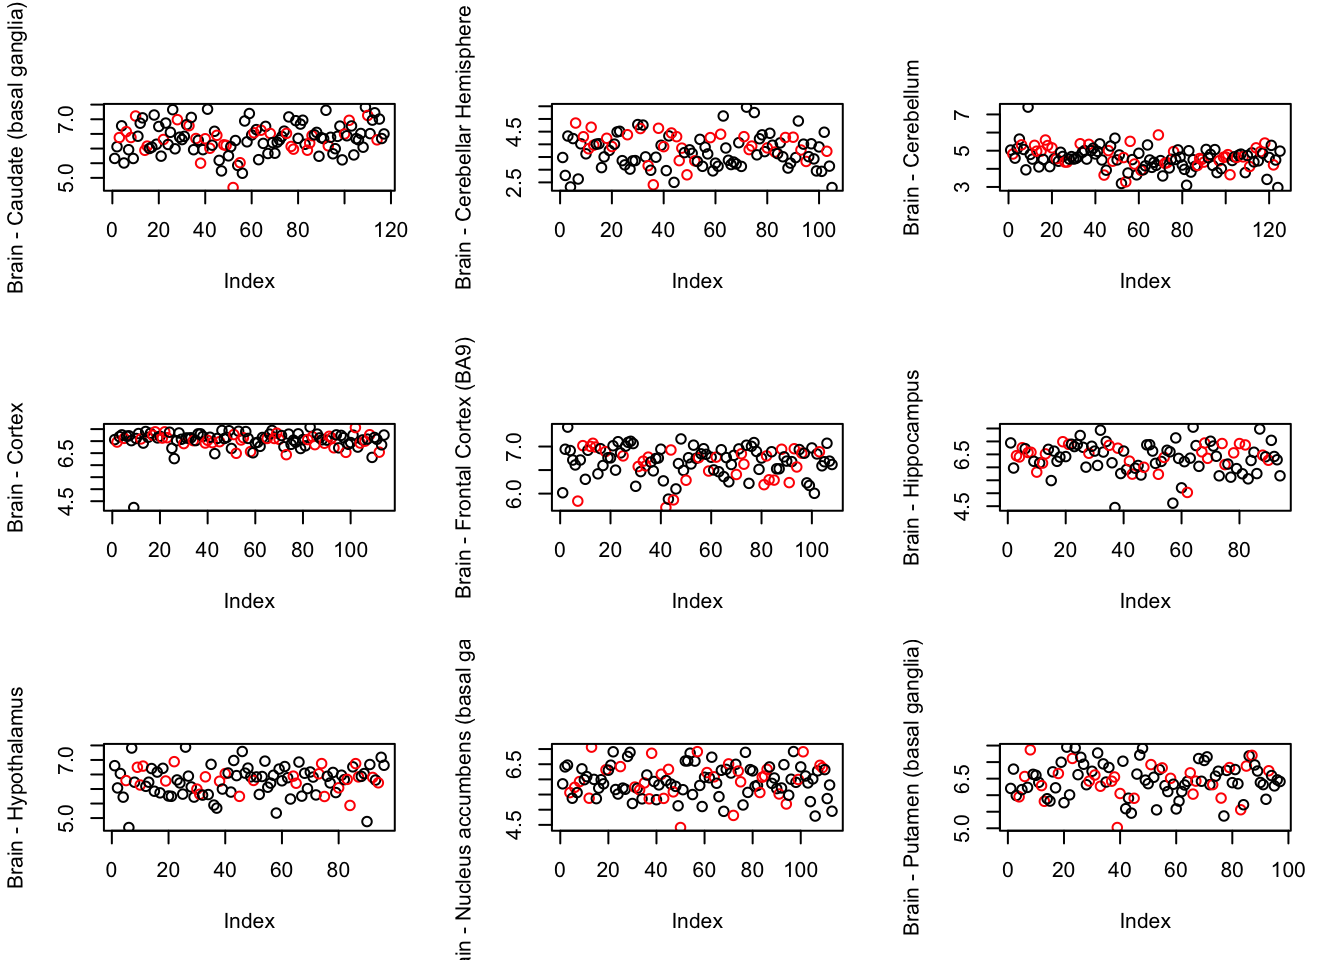 Brain - Caudate (basal ganglia)
5.0 7.0
0 20 40 60 80 120
Index
Brain - Cerebellar Hemisphere
2.5 4.5
0 20 40 60 80 100
Index
Brain - Cerebellum
3 5 7
0 20 40 60 80 120
Index
Brain - Cortex
4.5 6.5
0 20 40 60 80 100
Index
Brain - Frontal Cortex (BA9)
6.0 7.0
0 20 40 60 80 100
Index
Brain - Hippocampus
4.5 6.5
0 20 40 60 80
Index
Brain - Hypothalamus
5.0 7.0
0 20 40 60 80
Index
ain - Nucleus accumbens (basal ga
4.5 6.5
0 20 40 60 80 100
Index
Brain - Putamen (basal ganglia)
5.0 6.5
0 20 40 60 80 100
Index